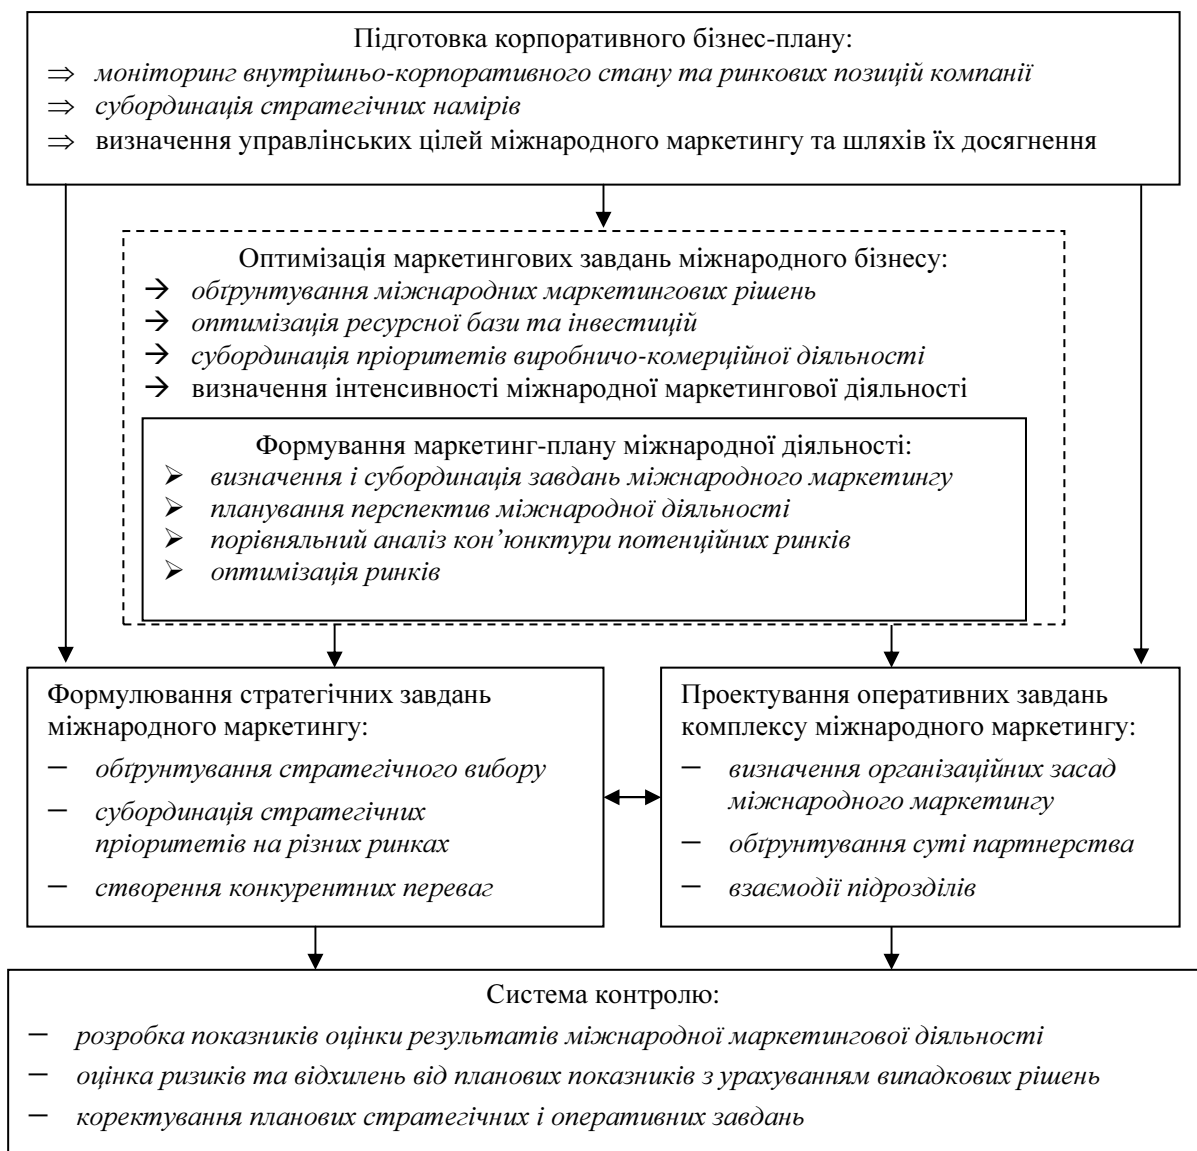 Підготовка корпоративного бізнес-плану:
⇒ моніторинг внутрішньо-корпоративного стану та ринкових позицій компанії
⇒ субординація стратегічних намірів
⇒ визначення управлінських цілей міжнародного маркетингу та шляхів їх досягнення
Оптимізація маркетингових завдань міжнародного бізнесу:
→ обґрунтування міжнародних маркетингових рішень
→ оптимізація ресурсної бази та інвестицій
→ субординація пріоритетів виробничо-комерційної діяльності
→ визначення інтенсивності міжнародної маркетингової діяльності
Формування маркетинг-плану міжнародної діяльності:
➢ визначення і субординація завдань міжнародного маркетингу
➢ планування перспектив міжнародної діяльності
➢ порівняльний аналіз кон’юнктури потенційних ринків
➢ оптимізація ринків
Формулювання стратегічних завдань
міжнародного маркетингу:
– обґрунтування стратегічного вибору
– субординація стратегічних
пріоритетів на різних ринках
– створення конкурентних переваг
Проектування оперативних завдань
комплексу міжнародного маркетингу:
– визначення організаційних засад
міжнародного маркетингу
– обґрунтування суті партнерства
– взаємодії підрозділів
Система контролю:
– розробка показників оцінки результатів міжнародної маркетингової діяльності
– оцінка ризиків та відхилень від планових показників з урахуванням випадкових рішень
– коректування планових стратегічних і оперативних завдань